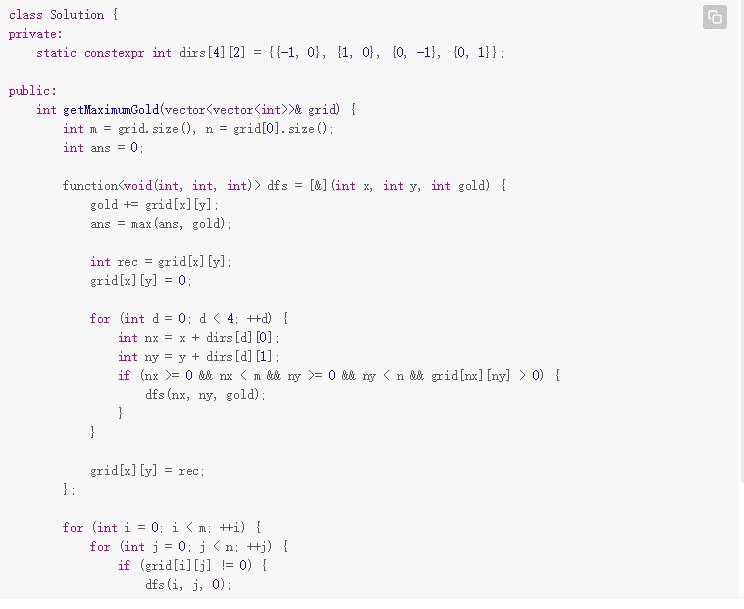 class Solution {
private:
    static constexpr int dirs[4][2] = {{-1, 0}, {1, 0}, {0, -1}, {0, 1}};
public:
    int getMaximumGold(vector<vector<int>>& grid) {
        int m = grid.size(), n = grid[0].size();
        int ans = 0;
        function<void(int, int, int)> dfs = [&](int x, int y, int gold) {
            gold += grid[x][y];
            ans = max(ans, gold);
            int rec = grid[x][y];
            grid[x][y] = 0;
            for (int d = 0; d < 4; ++d) {
                int nx = x + dirs[d][0];
                int ny = y + dirs[d][1];
                if (nx >= 0 && nx < m && ny >= 0 && ny < n && grid[nx][ny] > 0) {
                    dfs(nx, ny, gold);
                }
            }
            grid[x][y] = rec;
        };
        for (int i = 0; i < m; ++i) {
            for (int j = 0; j < n; ++j) {
                if (grid[i][j] != 0) {
                    dfs(i, j, 0);